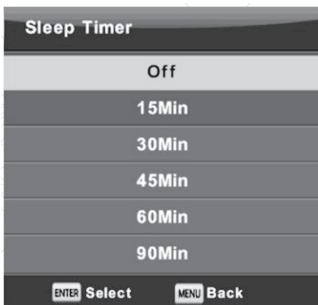 Sleep Timer
Off
15Min
30Min
45Min
60Min
90Min
ENTER Select MENU Back